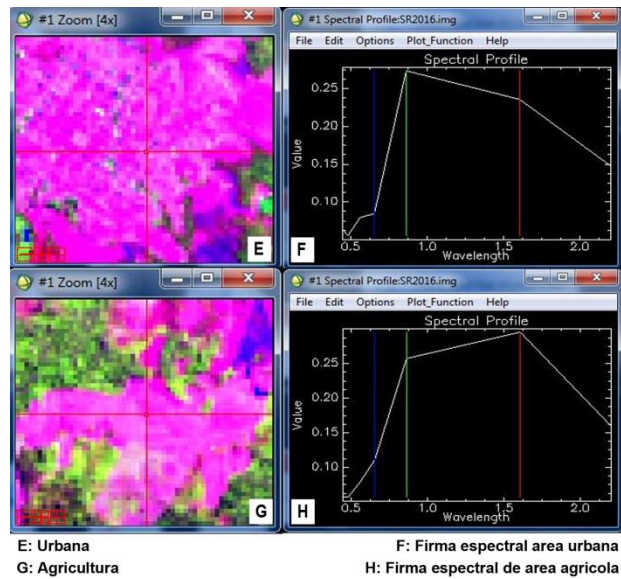 #1 Zoom [4x]
E
#1 Spectral Profile:SR2016.img
File Edit Options Plot_Function Help
Spectral Profile
Value
0.25
0.20
0.15
0.10
0.5 1.0 1.5 2.0
Wavelength
F
#1 Zoom [4x]
G
#1 Spectral Profile:SR2016.img
File Edit Options Plot_Function Help
Spectral Profile
Value
0.25
0.20
0.15
0.10
0.5 1.0 1.5 2.0
Wavelength
H
E: Urbana
F: Firma espectral area urbana
G: Agricultura
H: Firma espectral de area agricola